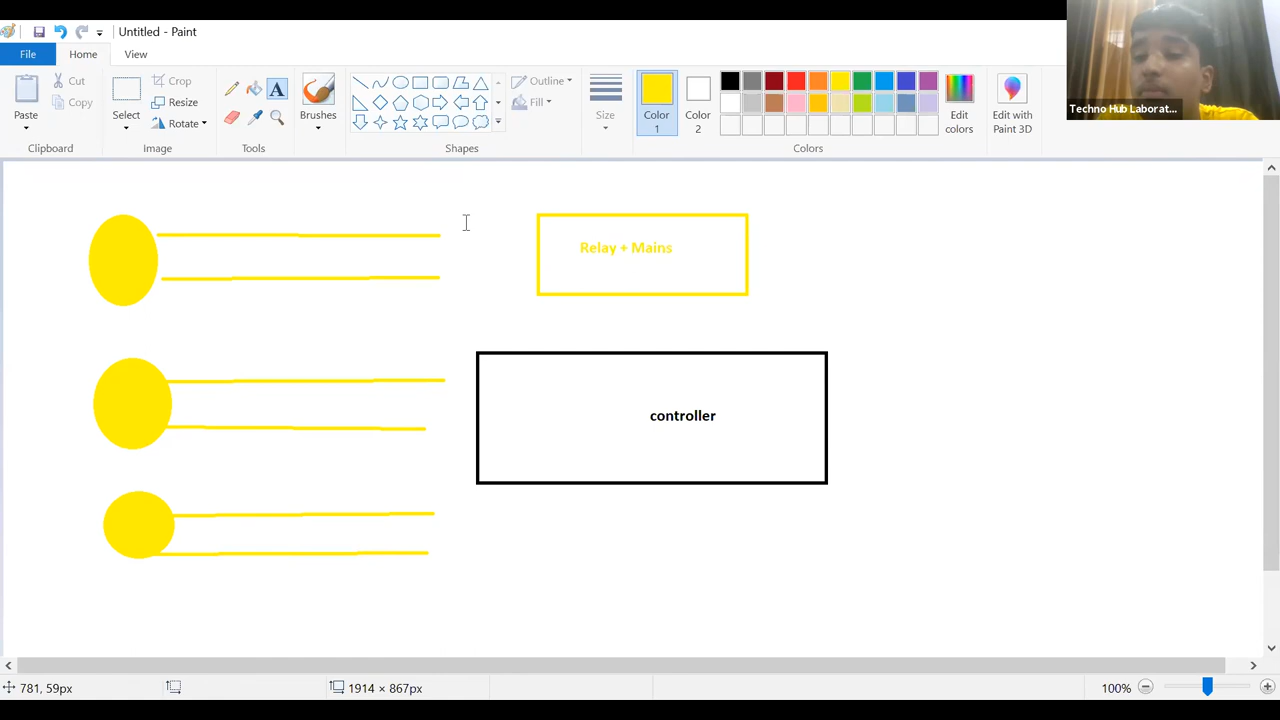 Untitled - Paint
File
Home
View
Paste
Cut
Copy
Clipboard
Select
Crop
Resize
Rotate
Image
A
Tools
Brushes
Shapes
Outline
Fill
Size
Color 1
Color 2
Colors
Edit colors
Edit with Paint 3D
Techno Hub Laborat...
Relay + Mains
controller
781, 59px
1914 × 867px
100%